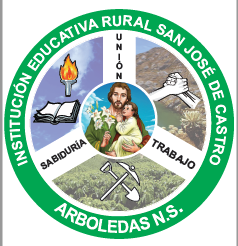 INSTITUCIÓN EDUCATIVA RURAL SAN JOSÉ DE CASTRO
UNIÓN
SABIDURÍA
TRABAJO
ARBOLEDAS N.S.